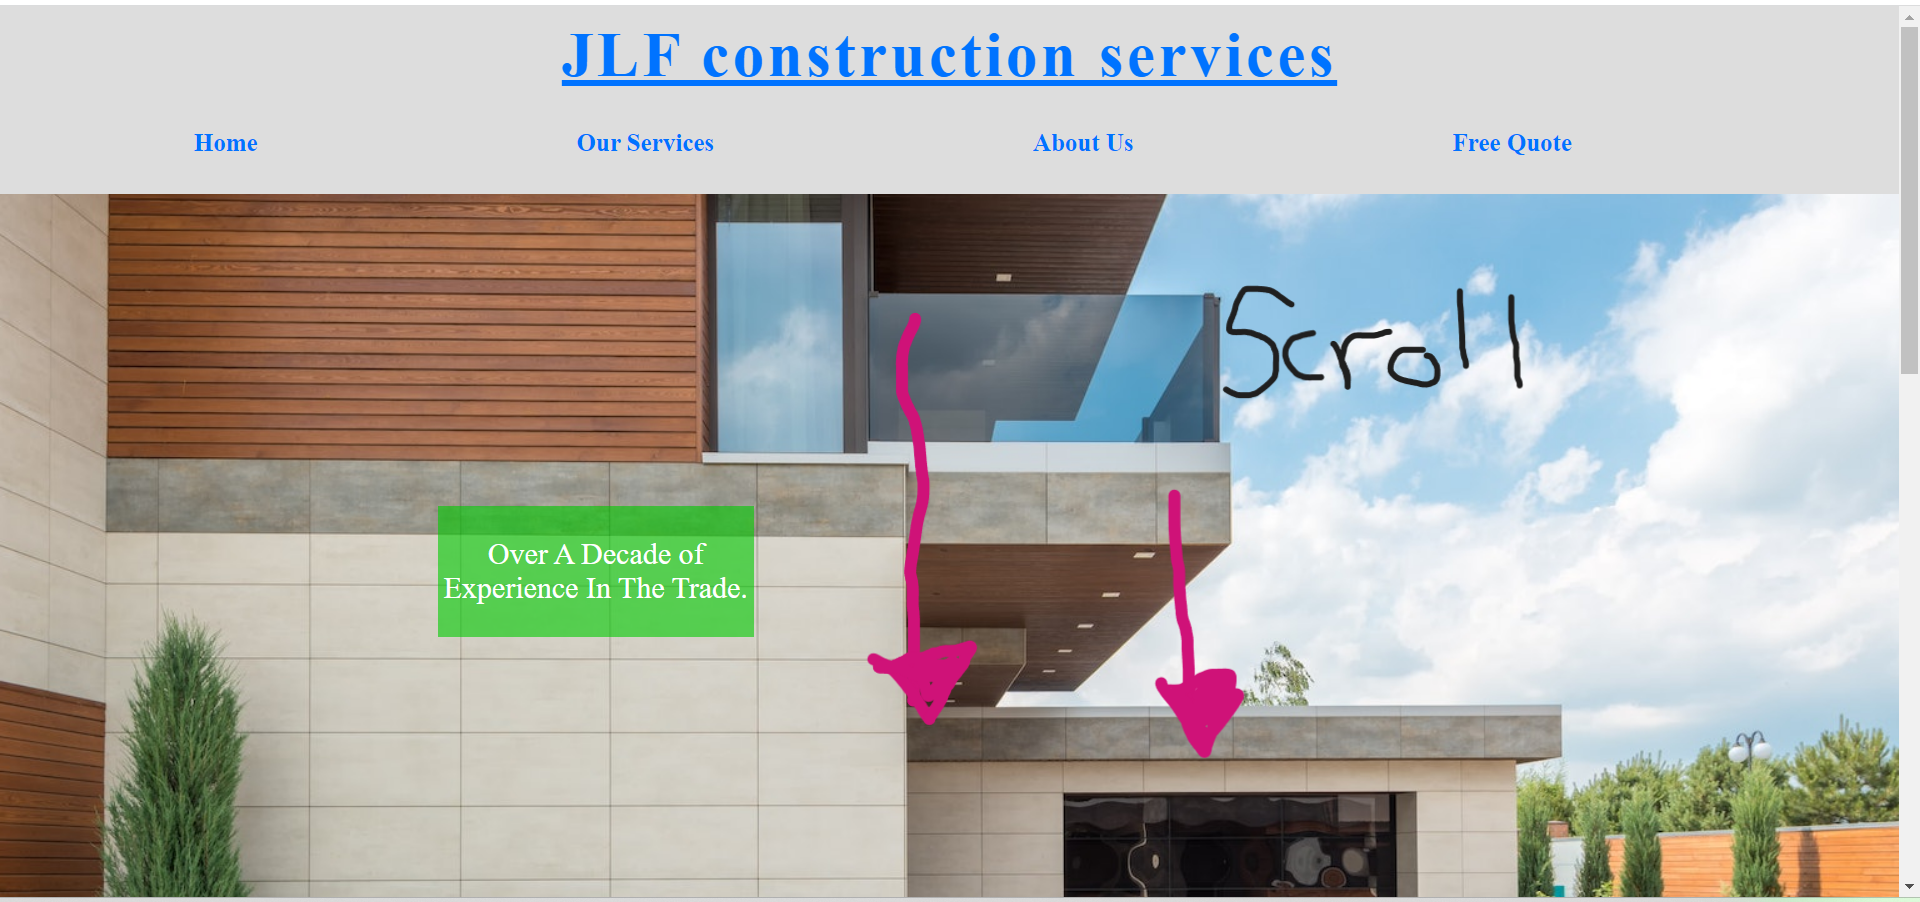 JLF construction services
Home Our Services About Us Free Quote
Scroll
Over A Decade of
Experience In The Trade.